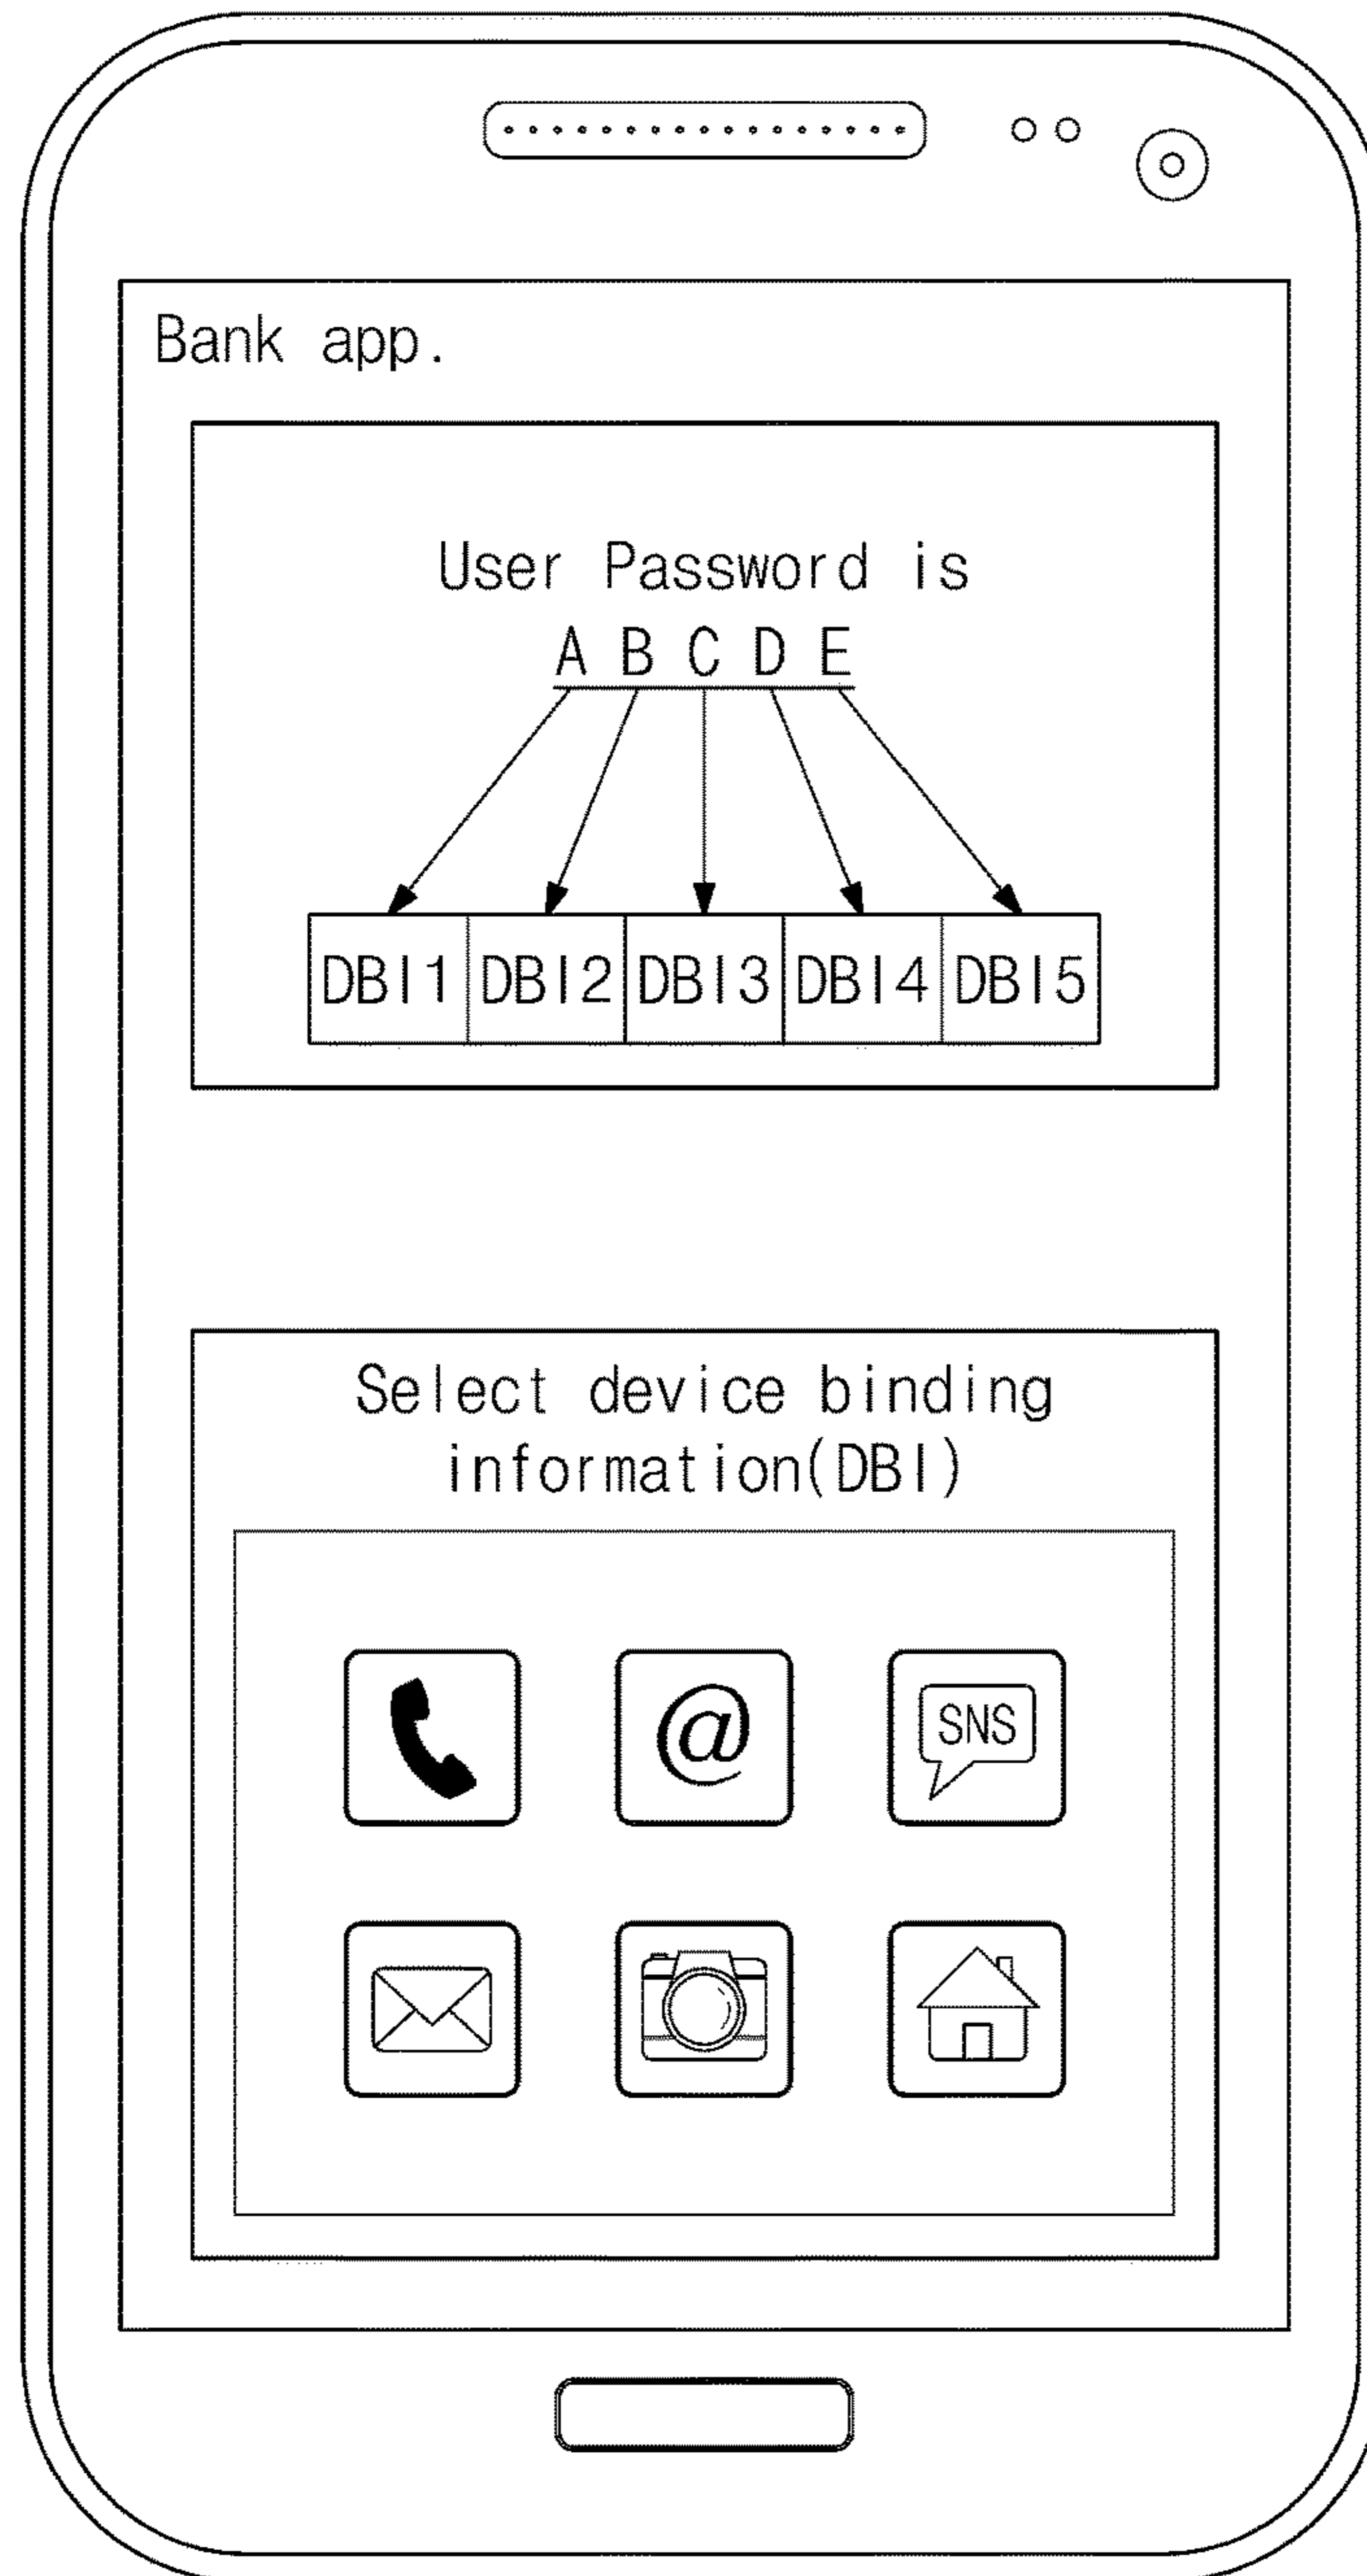 Bank app.
User Password is
A B C D E
DBI1 DBI2 DBI3 DBI4 DBI5
Select device binding
information(DBI)
@ SNS